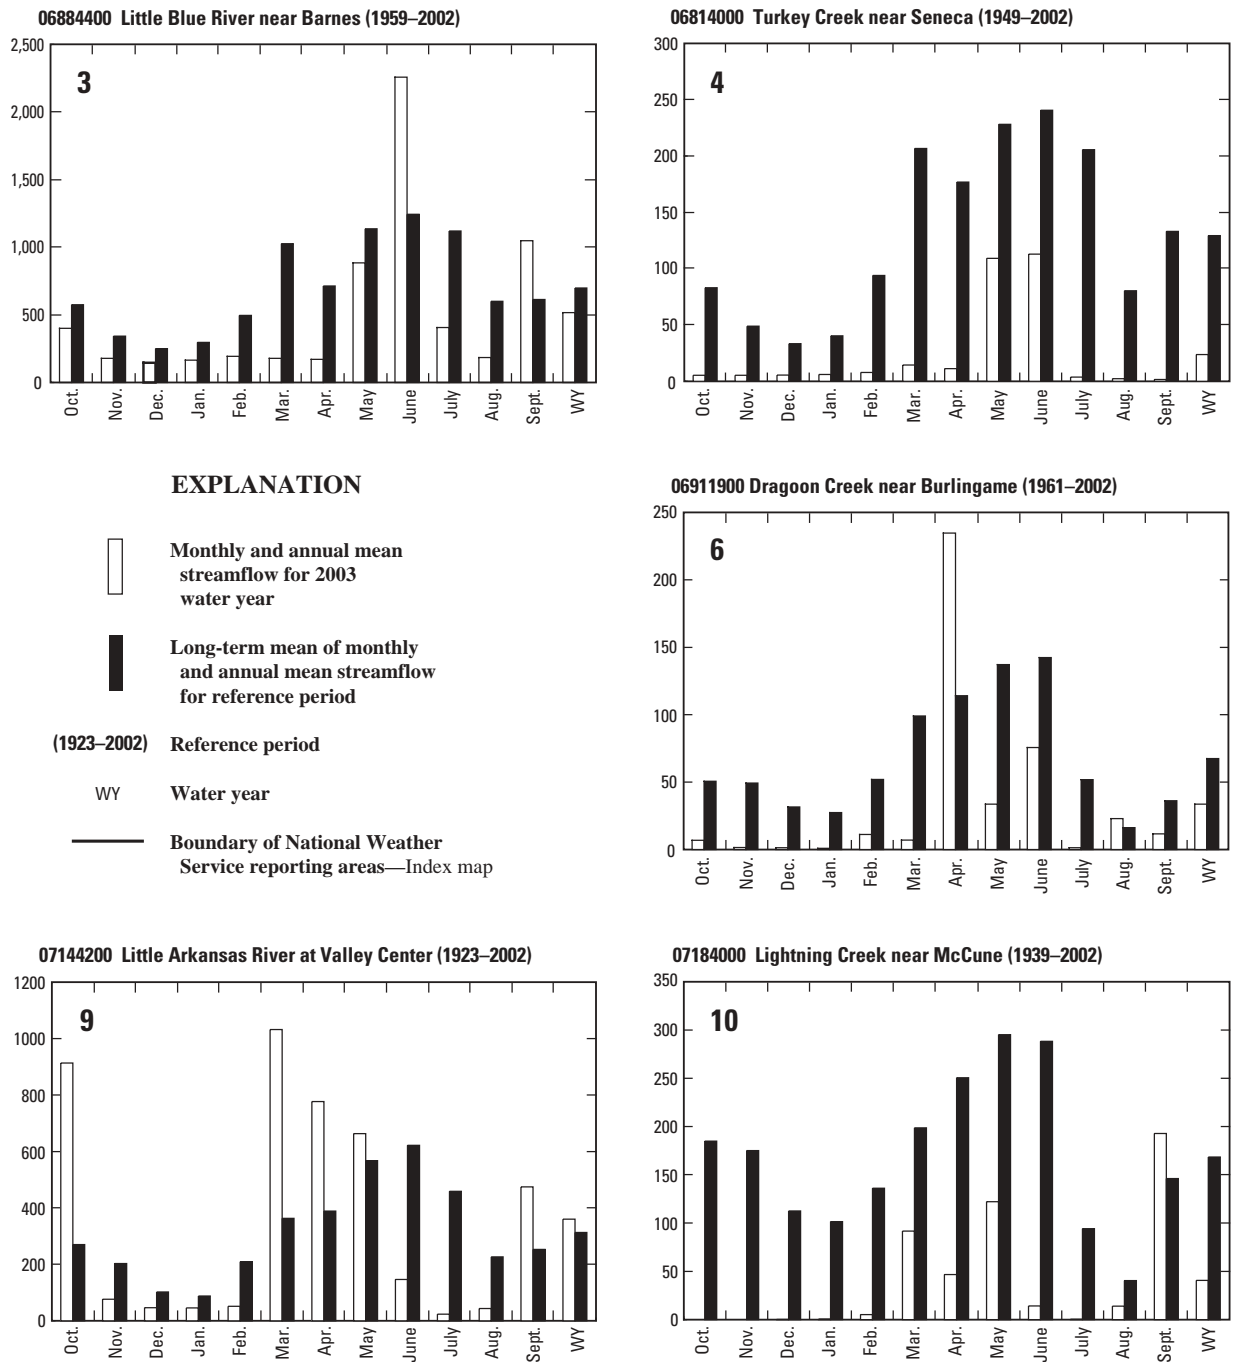 06884400 Little Blue River near Barnes (1959–2002)
2,500
2,000
1,500
1,000
500
0
3
Oct.
Nov.
Dec.
Jan.
Feb.
Mar.
Apr.
May
June
July
Aug.
Sept.
WY
06814000 Turkey Creek near Seneca (1949–2002)
300
250
200
150
100
50
0
4
Oct.
Nov.
Dec.
Jan.
Feb.
Mar.
Apr.
May
June
July
Aug.
Sept.
WY
EXPLANATION
Monthly and annual mean
streamflow for 2003
water year
Long-term mean of monthly
and annual mean streamflow
for reference period
(1923–2002) Reference period
WY Water year
Boundary of National Weather
Service reporting areas—Index map
06911900 Dragoon Creek near Burlingame (1961–2002)
250
200
150
100
50
0
6
Oct.
Nov.
Dec.
Jan.
Feb.
Mar.
Apr.
May
June
July
Aug.
Sept.
WY
07144200 Little Arkansas River at Valley Center (1923–2002)
1200
1000
800
600
400
200
0
9
Oct.
Nov.
Dec.
Jan.
Feb.
Mar.
Apr.
May
June
July
Aug.
Sept.
WY
07184000 Lightning Creek near McCune (1939–2002)
350
300
250
200
150
100
50
0
10
Oct.
Nov.
Dec.
Jan.
Feb.
Mar.
Apr.
May
June
July
Aug.
Sept.
WY